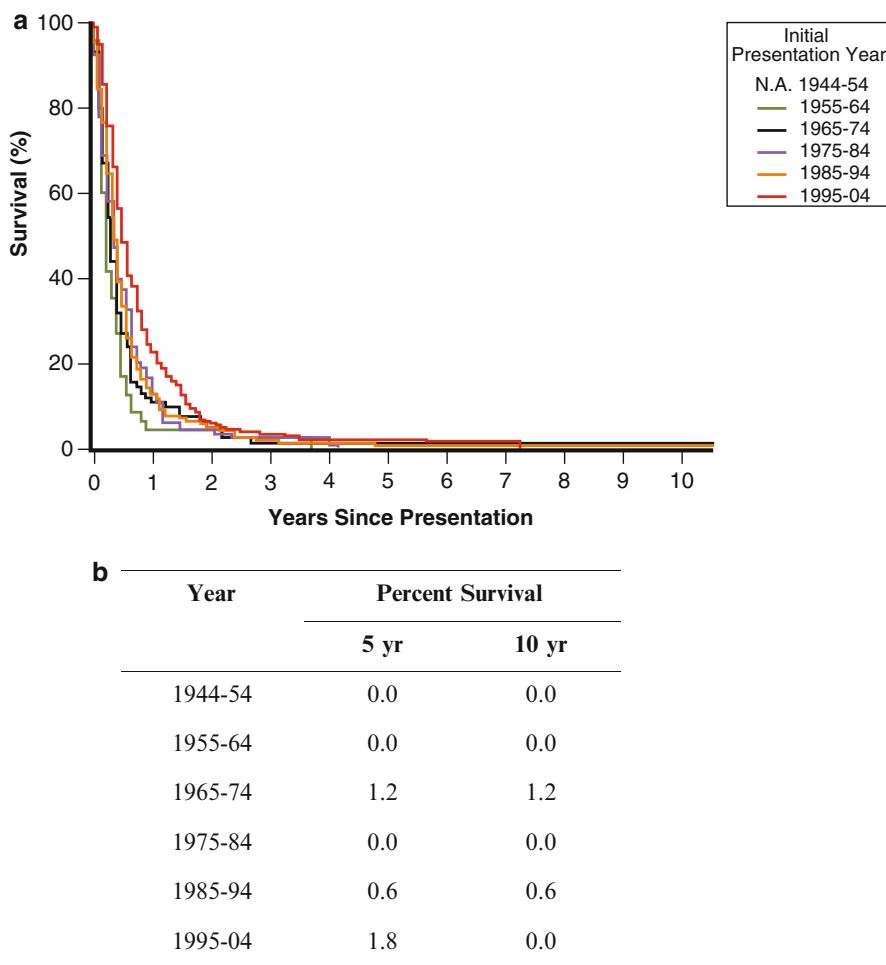 a
100
80
60
40
20
0
Survival (%)
0 1 2 3 4 5 6 7 8 9 10
Years Since Presentation
Initial
Presentation Year
N.A. 1944-54
1955-64
1965-74
1975-84
1985-94
1995-04
b
Year Percent Survival
5 yr 10 yr
1944-54 0.0 0.0
1955-64 0.0 0.0
1965-74 1.2 1.2
1975-84 0.0 0.0
1985-94 0.6 0.6
1995-04 1.8 0.0